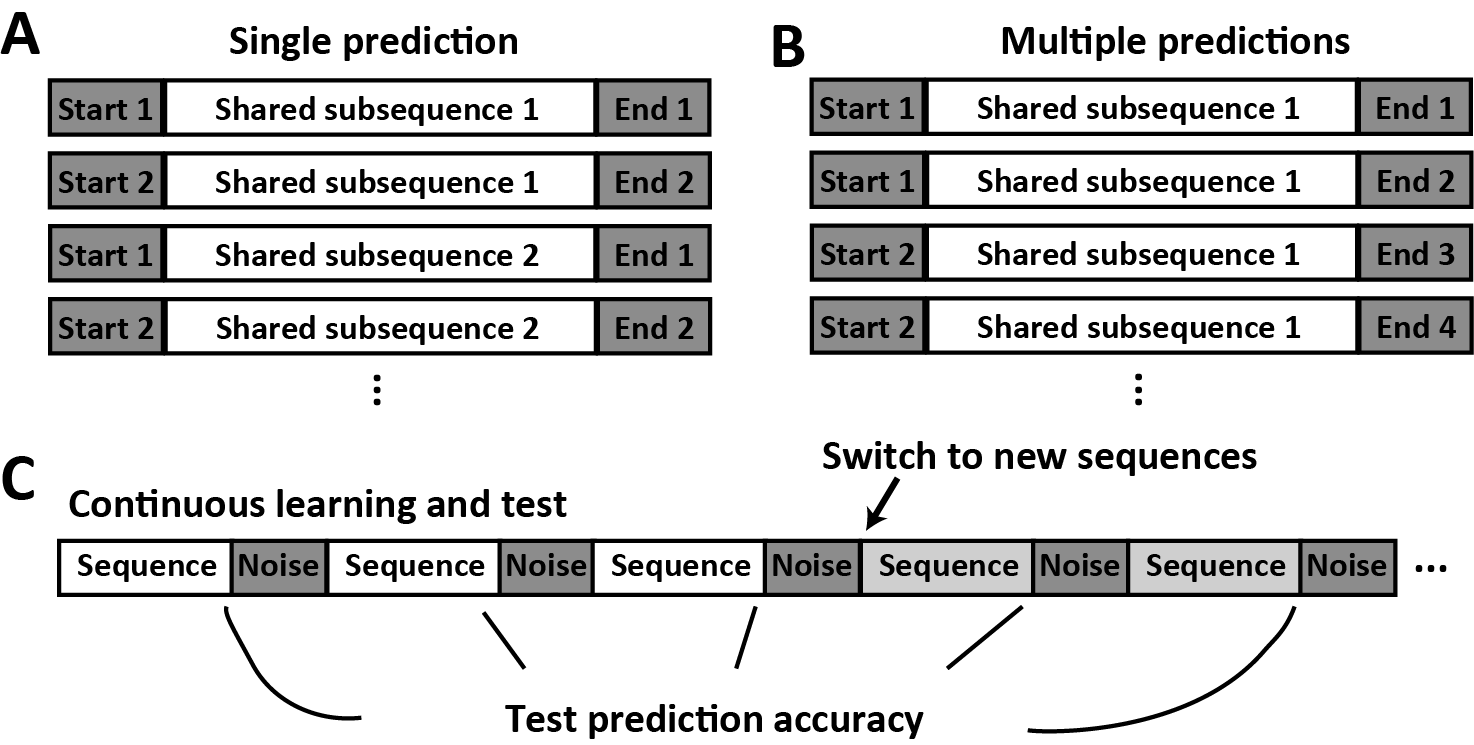 A
Single prediction
Start 1 Shared subsequence 1 End 1
Start 2 Shared subsequence 1 End 2
Start 1 Shared subsequence 2 End 1
Start 2 Shared subsequence 2 End 2
⋮
B
Multiple predictions
Start 1 Shared subsequence 1 End 1
Start 1 Shared subsequence 1 End 2
Start 2 Shared subsequence 1 End 3
Start 2 Shared subsequence 1 End 4
⋮
C
Continuous learning and test
Switch to new sequences
Sequence Noise Sequence Noise Sequence Noise Sequence Noise Sequence Noise ...
Test prediction accuracy